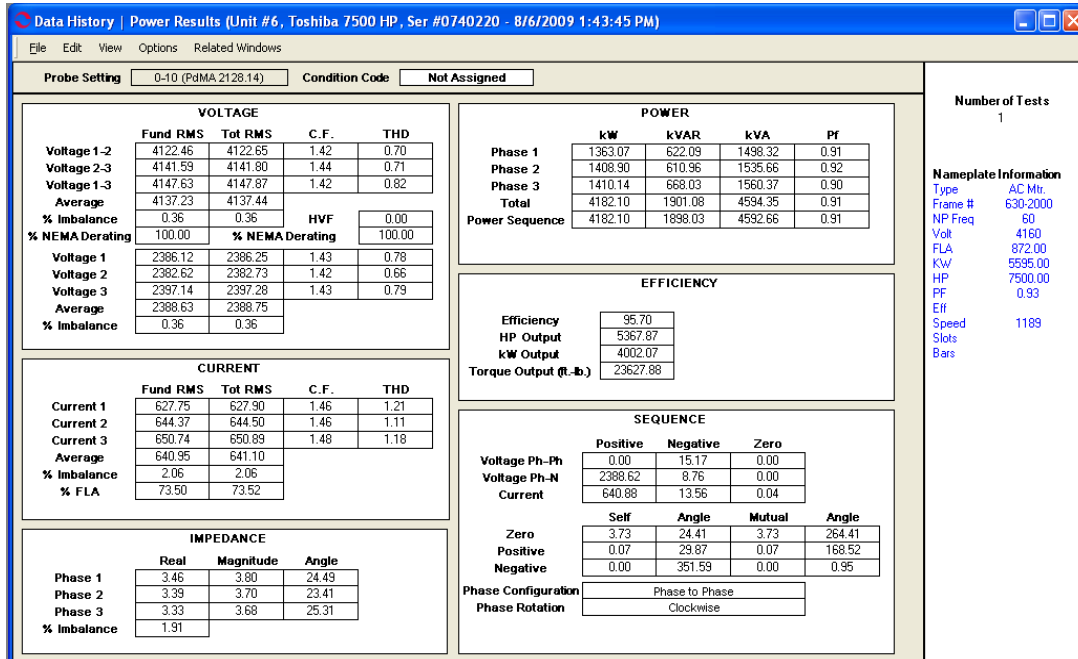 Data History | Power Results (Unit #6, Toshiba 7500 HP, Ser #0740220 - 8/6/2009 1:43:45 PM)
File Edit View Options Related Windows
Probe Setting 0-10 (PdMA 2128.14) Condition Code Not Assigned
VOLTAGE
Fund RMS Tot RMS C.F. THD
Voltage 1-2 4122.46 4122.65 1.42 0.70
Voltage 2-3 4141.59 4141.80 1.44 0.71
Voltage 1-3 4147.63 4147.87 1.42 0.82
Average 4137.23 4137.44
% Imbalance 0.36 0.36 HVF 0.00
% NEMA Derating 100.00 % NEMA Derating 100.00
Voltage 1 2386.12 2386.25 1.43 0.78
Voltage 2 2382.62 2382.73 1.42 0.66
Voltage 3 2397.14 2397.28 1.43 0.79
Average 2388.63 2388.75
% Imbalance 0.36 0.36
CURRENT
Fund RMS Tot RMS C.F. THD
Current 1 627.75 627.90 1.46 1.21
Current 2 644.37 644.50 1.46 1.11
Current 3 650.74 650.89 1.48 1.18
Average 640.95 641.10
% Imbalance 2.06 2.06
% FLA 73.50 73.52
IMPEDANCE
Real Magnitude Angle
Phase 1 3.46 3.80 24.49
Phase 2 3.39 3.70 23.41
Phase 3 3.33 3.68 25.31
% Imbalance 1.91
POWER
kW kVAR kVA Pf
Phase 1 1363.07 622.09 1498.32 0.91
Phase 2 1408.90 610.96 1535.66 0.92
Phase 3 1410.14 668.03 1560.37 0.90
Total 4182.10 1901.08 4594.35 0.91
Power Sequence 4182.10 1898.03 4592.66 0.91
EFFICIENCY
Efficiency 95.70
HP Output 5367.87
kW Output 4002.07
Torque Output (ft.-lb.) 23627.88
SEQUENCE
Positive Negative Zero
Voltage Ph-Ph 0.00 15.17 0.00
Voltage Ph-N 2388.62 8.76 0.00
Current 640.88 13.56 0.04
Self Angle Mutual Angle
Zero 3.73 24.41 3.73 264.41
Positive 0.07 29.87 0.07 168.52
Negative 0.00 351.59 0.00 0.95
Phase Configuration Phase to Phase
Phase Rotation Clockwise
Number of Tests
1
Nameplate Information
Type AC Mtr.
Frame # 630-2000
NP Freq 60
Volt 4160
FLA 872.00
KW 5595.00
HP 7500.00
PF 0.93
Eff
Speed 1189
Slots
Bars